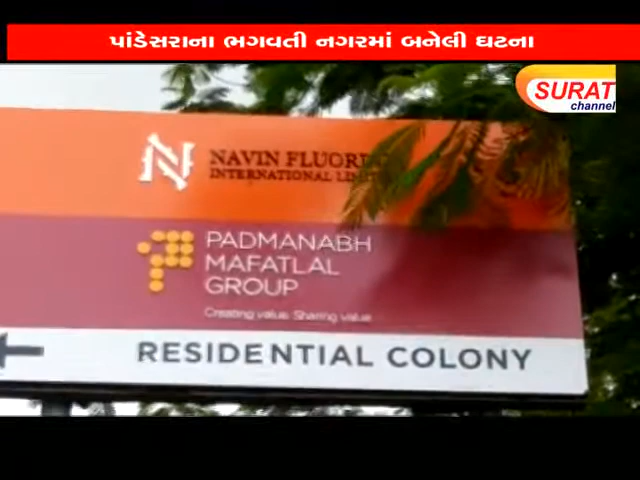 પાંડેસરાના ભગવતી નગરમાં બનેલી ઘટના
SURAT
channel
NAVIN FLUOR
INTERNATIONAL
PADMANABH
MAFATLAL
GROUP
Creating value. Sharing value
RESIDENTIAL COLONY